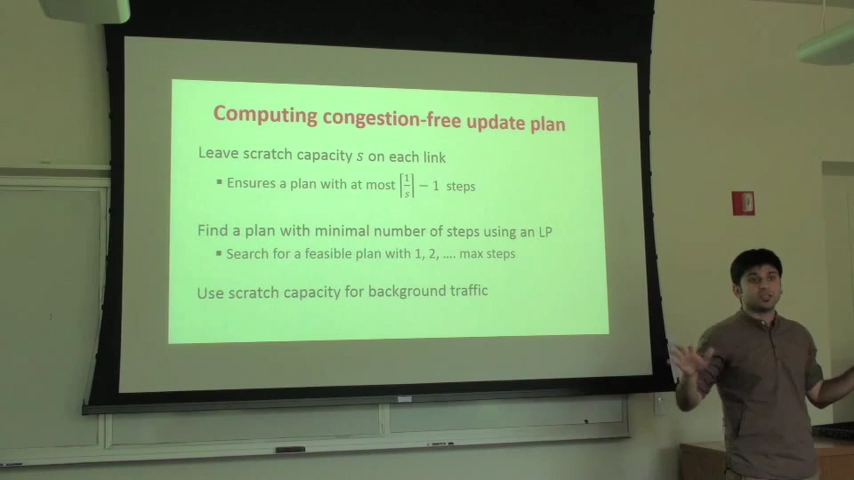 Computing congestion-free update plan
Leave scratch capacity s on each link
▪ Ensures a plan with at most ⌈1/s⌉ − 1 steps
Find a plan with minimal number of steps using an LP
▪ Search for a feasible plan with 1, 2, .... max steps
Use scratch capacity for background traffic